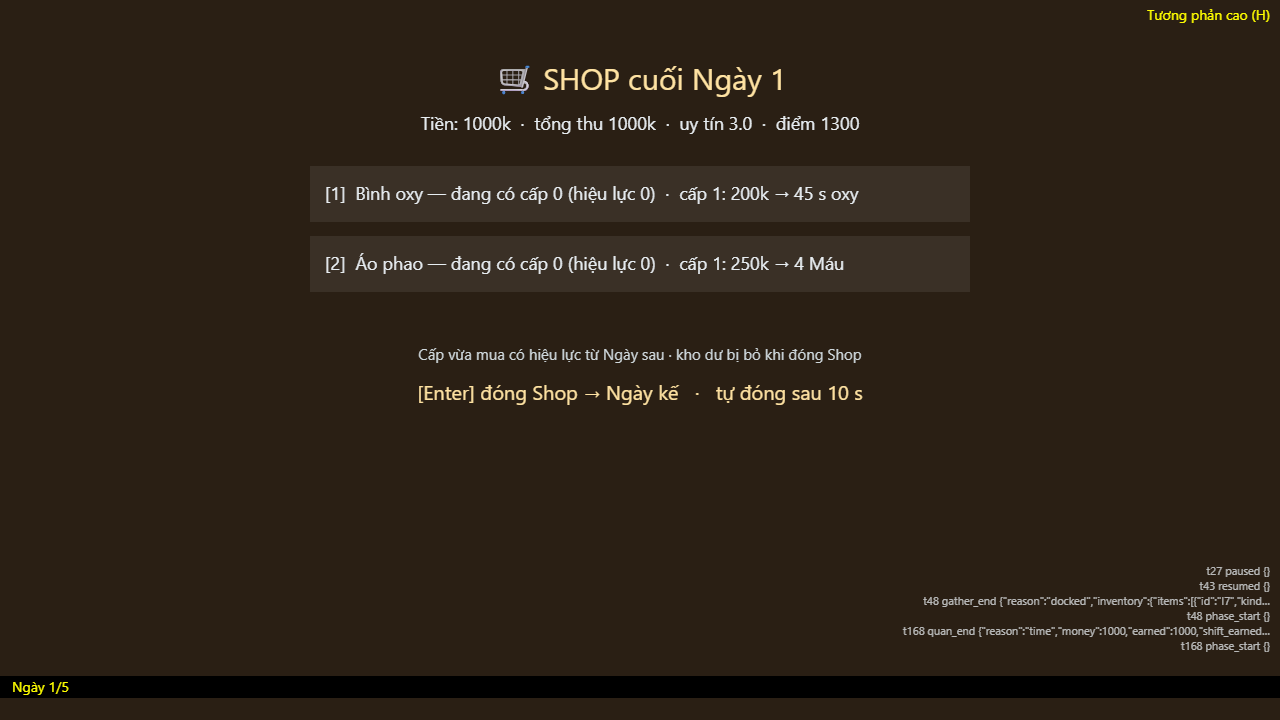 Tương phản cao (H)
SHOP cuối Ngày 1
Tiền: 1000k · tổng thu 1000k · uy tín 3.0 · điểm 1300
[1] Bình oxy — đang có cấp 0 (hiệu lực 0) · cấp 1: 200k → 45 s oxy
[2] Áo phao — đang có cấp 0 (hiệu lực 0) · cấp 1: 250k → 4 Máu
Cấp vừa mua có hiệu lực từ Ngày sau · kho dư bị bỏ khi đóng Shop
[Enter] đóng Shop → Ngày kế · tự đóng sau 10 s
t27 paused {}
t43 resumed {}
t48 gather_end {"reason":"docked","inventory":{"items":[{"id":"I7","kind...
t48 phase_start {}
t168 quan_end {"reason":"time","money":1000,"earned":1000,"shift_earned...
t168 phase_start {}
Ngày 1/5